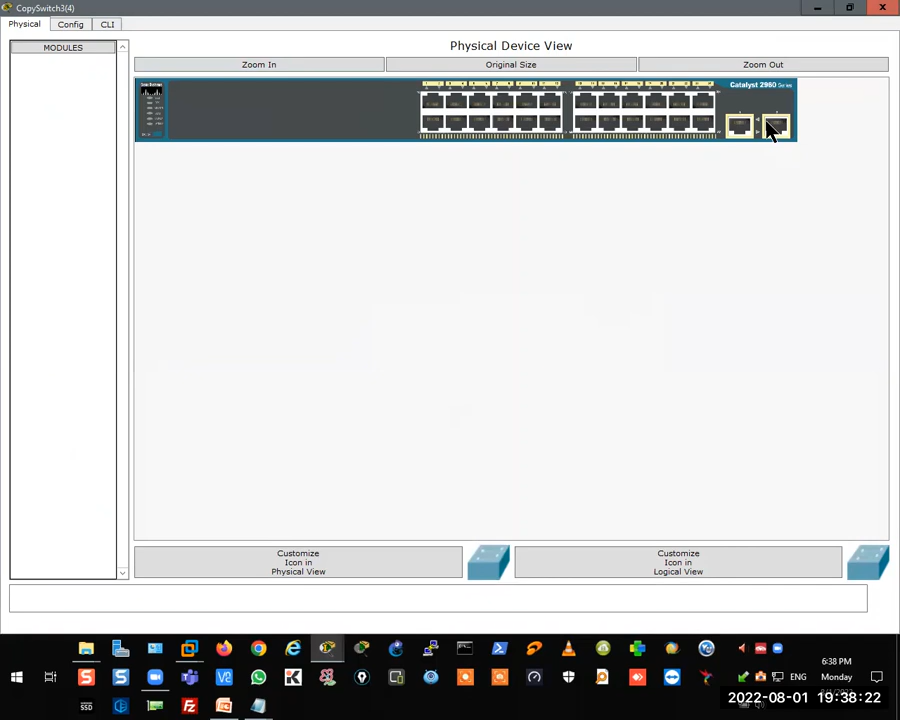 CopySwitch3(4)
Physical
Config
CLI
MODULES
Physical Device View
Zoom In
Original Size
Zoom Out
Catalyst 2960 Series
Customize
Icon in
Physical View
Customize
Icon in
Logical View
SSD
ENG
6:38 PM
Monday
2022-08-01 19:38:22